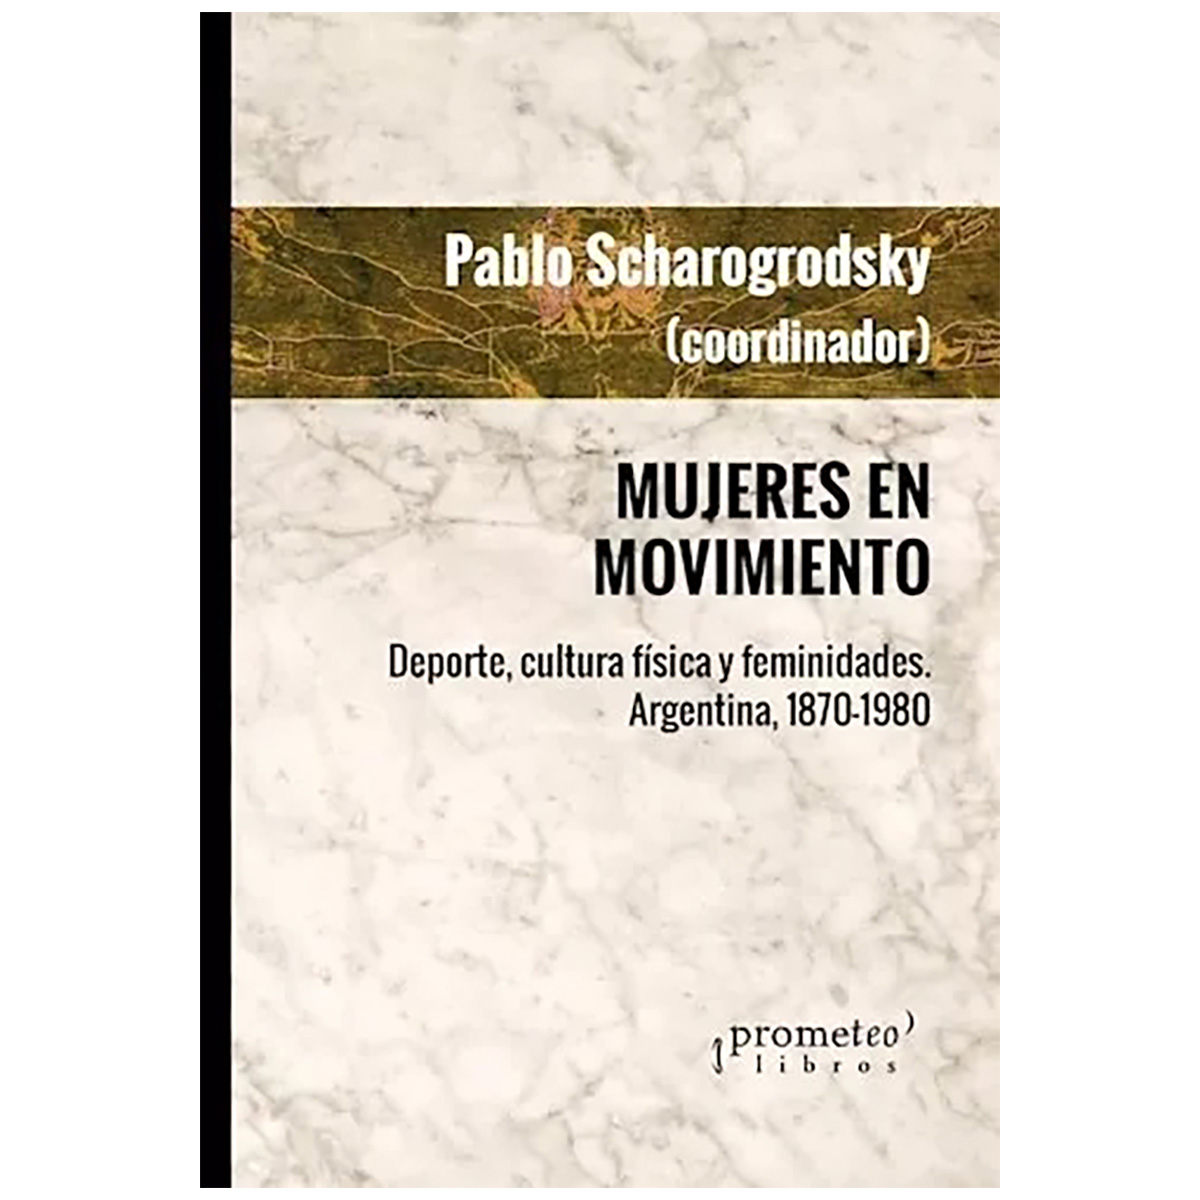 Pablo Scharogrodsky
(coordinador)
MUJERES EN
MOVIMIENTO
Deporte, cultura física y feminidades.
Argentina, 1870-1980
prometeo
libros